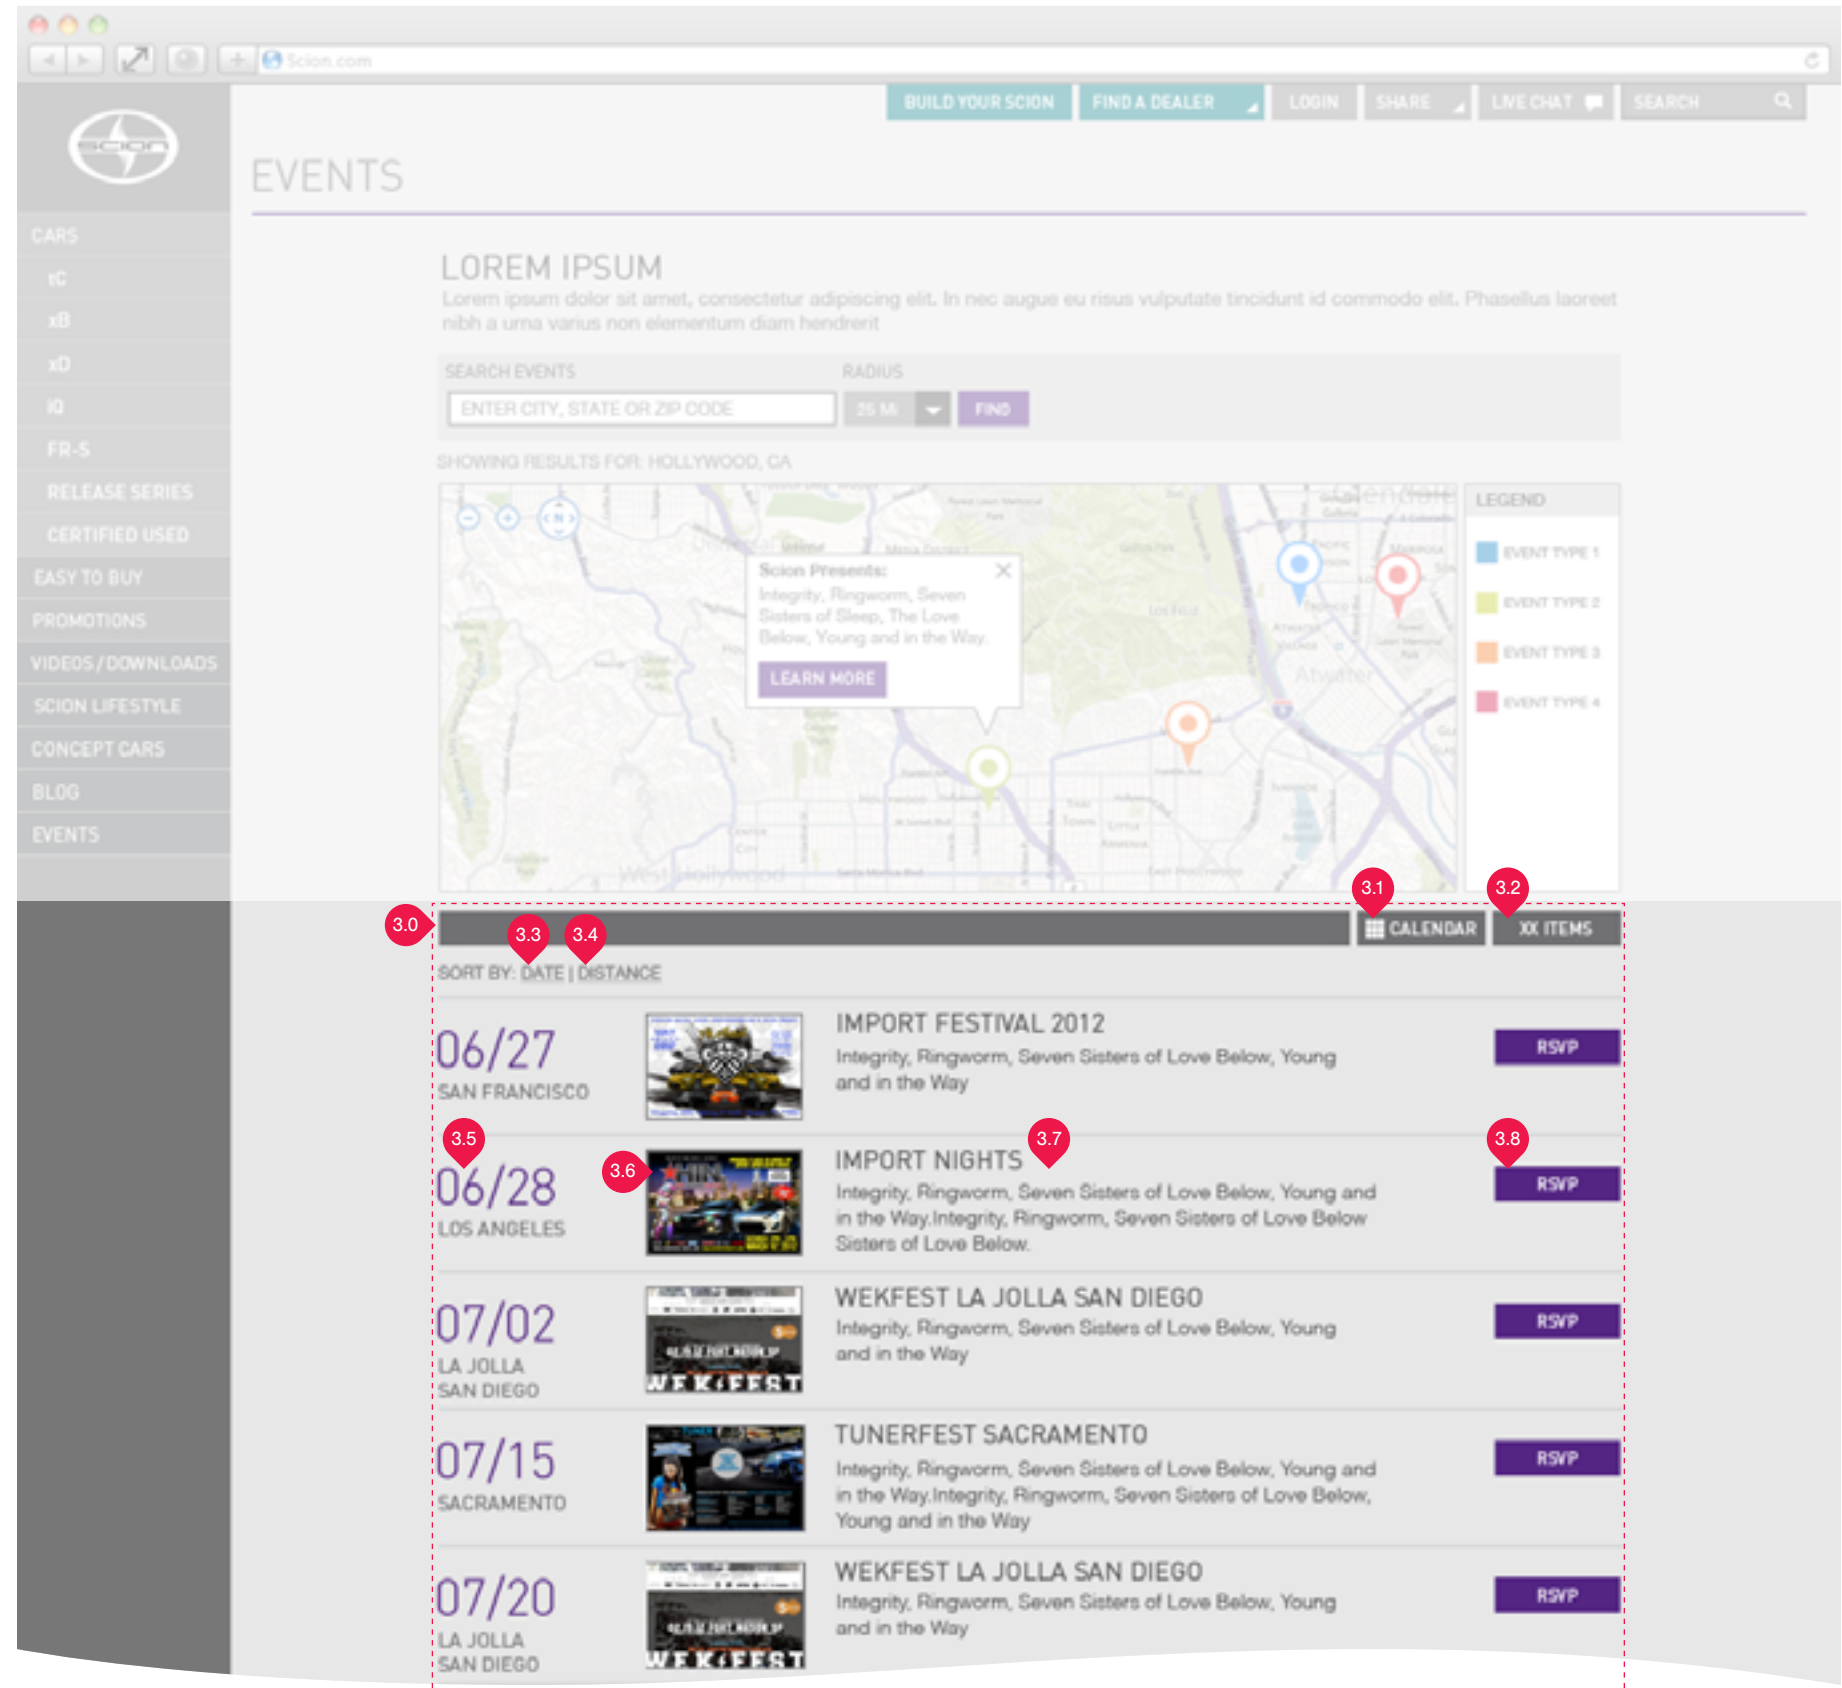 Scion.com
BUILD YOUR SCION
FIND A DEALER
LOGIN
SHARE
LIVE CHAT
SEARCH
SCION
EVENTS
CARS
tC
xB
xD
iQ
FR-S
RELEASE SERIES
CERTIFIED USED
EASY TO BUY
PROMOTIONS
VIDEOS / DOWNLOADS
SCION LIFESTYLE
CONCEPT CARS
BLOG
EVENTS
LOREM IPSUM
Lorem ipsum dolor sit amet, consectetur adipiscing elit. In nec augue eu risus vulputate tincidunt id commodo elit. Phasellus laoreet
nibh a urna varius non elementum diam hendrerit
SEARCH EVENTS
RADIUS
ENTER CITY, STATE OR ZIP CODE
25 Mi
FIND
SHOWING RESULTS FOR: HOLLYWOOD, CA
N
Glendale
Scion Presents:
Integrity, Ringworm, Seven
Sisters of Sleep, The Love
Below, Young and in the Way.
LEARN MORE
LOS FELIZ
ATWATER
VILLAGE
Atwater
West Hollywood
LEGEND
EVENT TYPE 1
EVENT TYPE 2
EVENT TYPE 3
EVENT TYPE 4
3.0
3.1
3.2
3.3
3.4
CALENDAR
XX ITEMS
SORT BY: DATE | DISTANCE
06/27
SAN FRANCISCO
IMPORT FESTIVAL 2012
Integrity, Ringworm, Seven Sisters of Love Below, Young
and in the Way
RSVP
3.5
3.6
3.7
3.8
06/28
LOS ANGELES
IMPORT NIGHTS
Integrity, Ringworm, Seven Sisters of Love Below, Young and
in the Way.Integrity, Ringworm, Seven Sisters of Love Below
Sisters of Love Below.
RSVP
07/02
LA JOLLA
SAN DIEGO
WEKFEST
WEKFEST LA JOLLA SAN DIEGO
Integrity, Ringworm, Seven Sisters of Love Below, Young
and in the Way
RSVP
07/15
SACRAMENTO
TUNER
TUNERFEST SACRAMENTO
Integrity, Ringworm, Seven Sisters of Love Below, Young and
in the Way.Integrity, Ringworm, Seven Sisters of Love Below,
Young and in the Way
RSVP
07/20
LA JOLLA
SAN DIEGO
WEKFEST
WEKFEST LA JOLLA SAN DIEGO
Integrity, Ringworm, Seven Sisters of Love Below, Young
and in the Way
RSVP